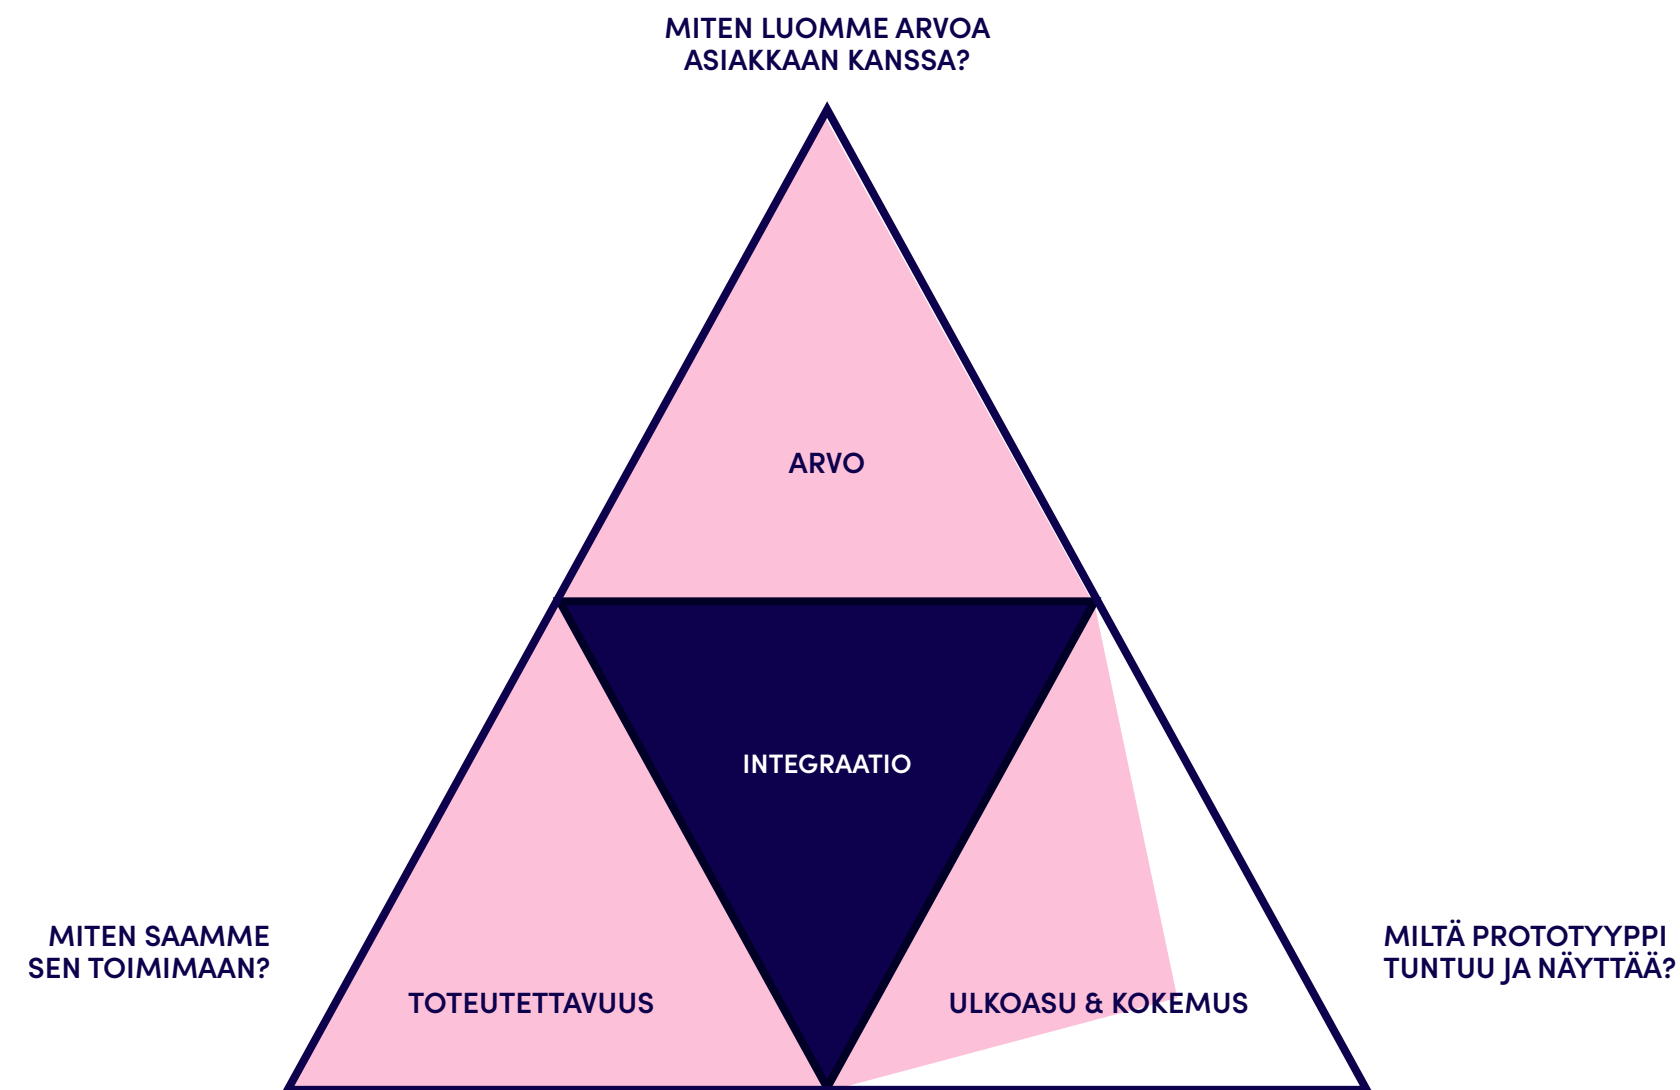 MITEN LUOMME ARVOA
ASIAKKAAN KANSSA?
ARVO
INTEGRAATIO
MITEN SAAMME
SEN TOIMIMAAN?
MILTÄ PROTOTYYPPI
TUNTUU JA NÄYTTÄÄ?
TOTEUTETTAVUUS
ULKOASU & KOKEMUS